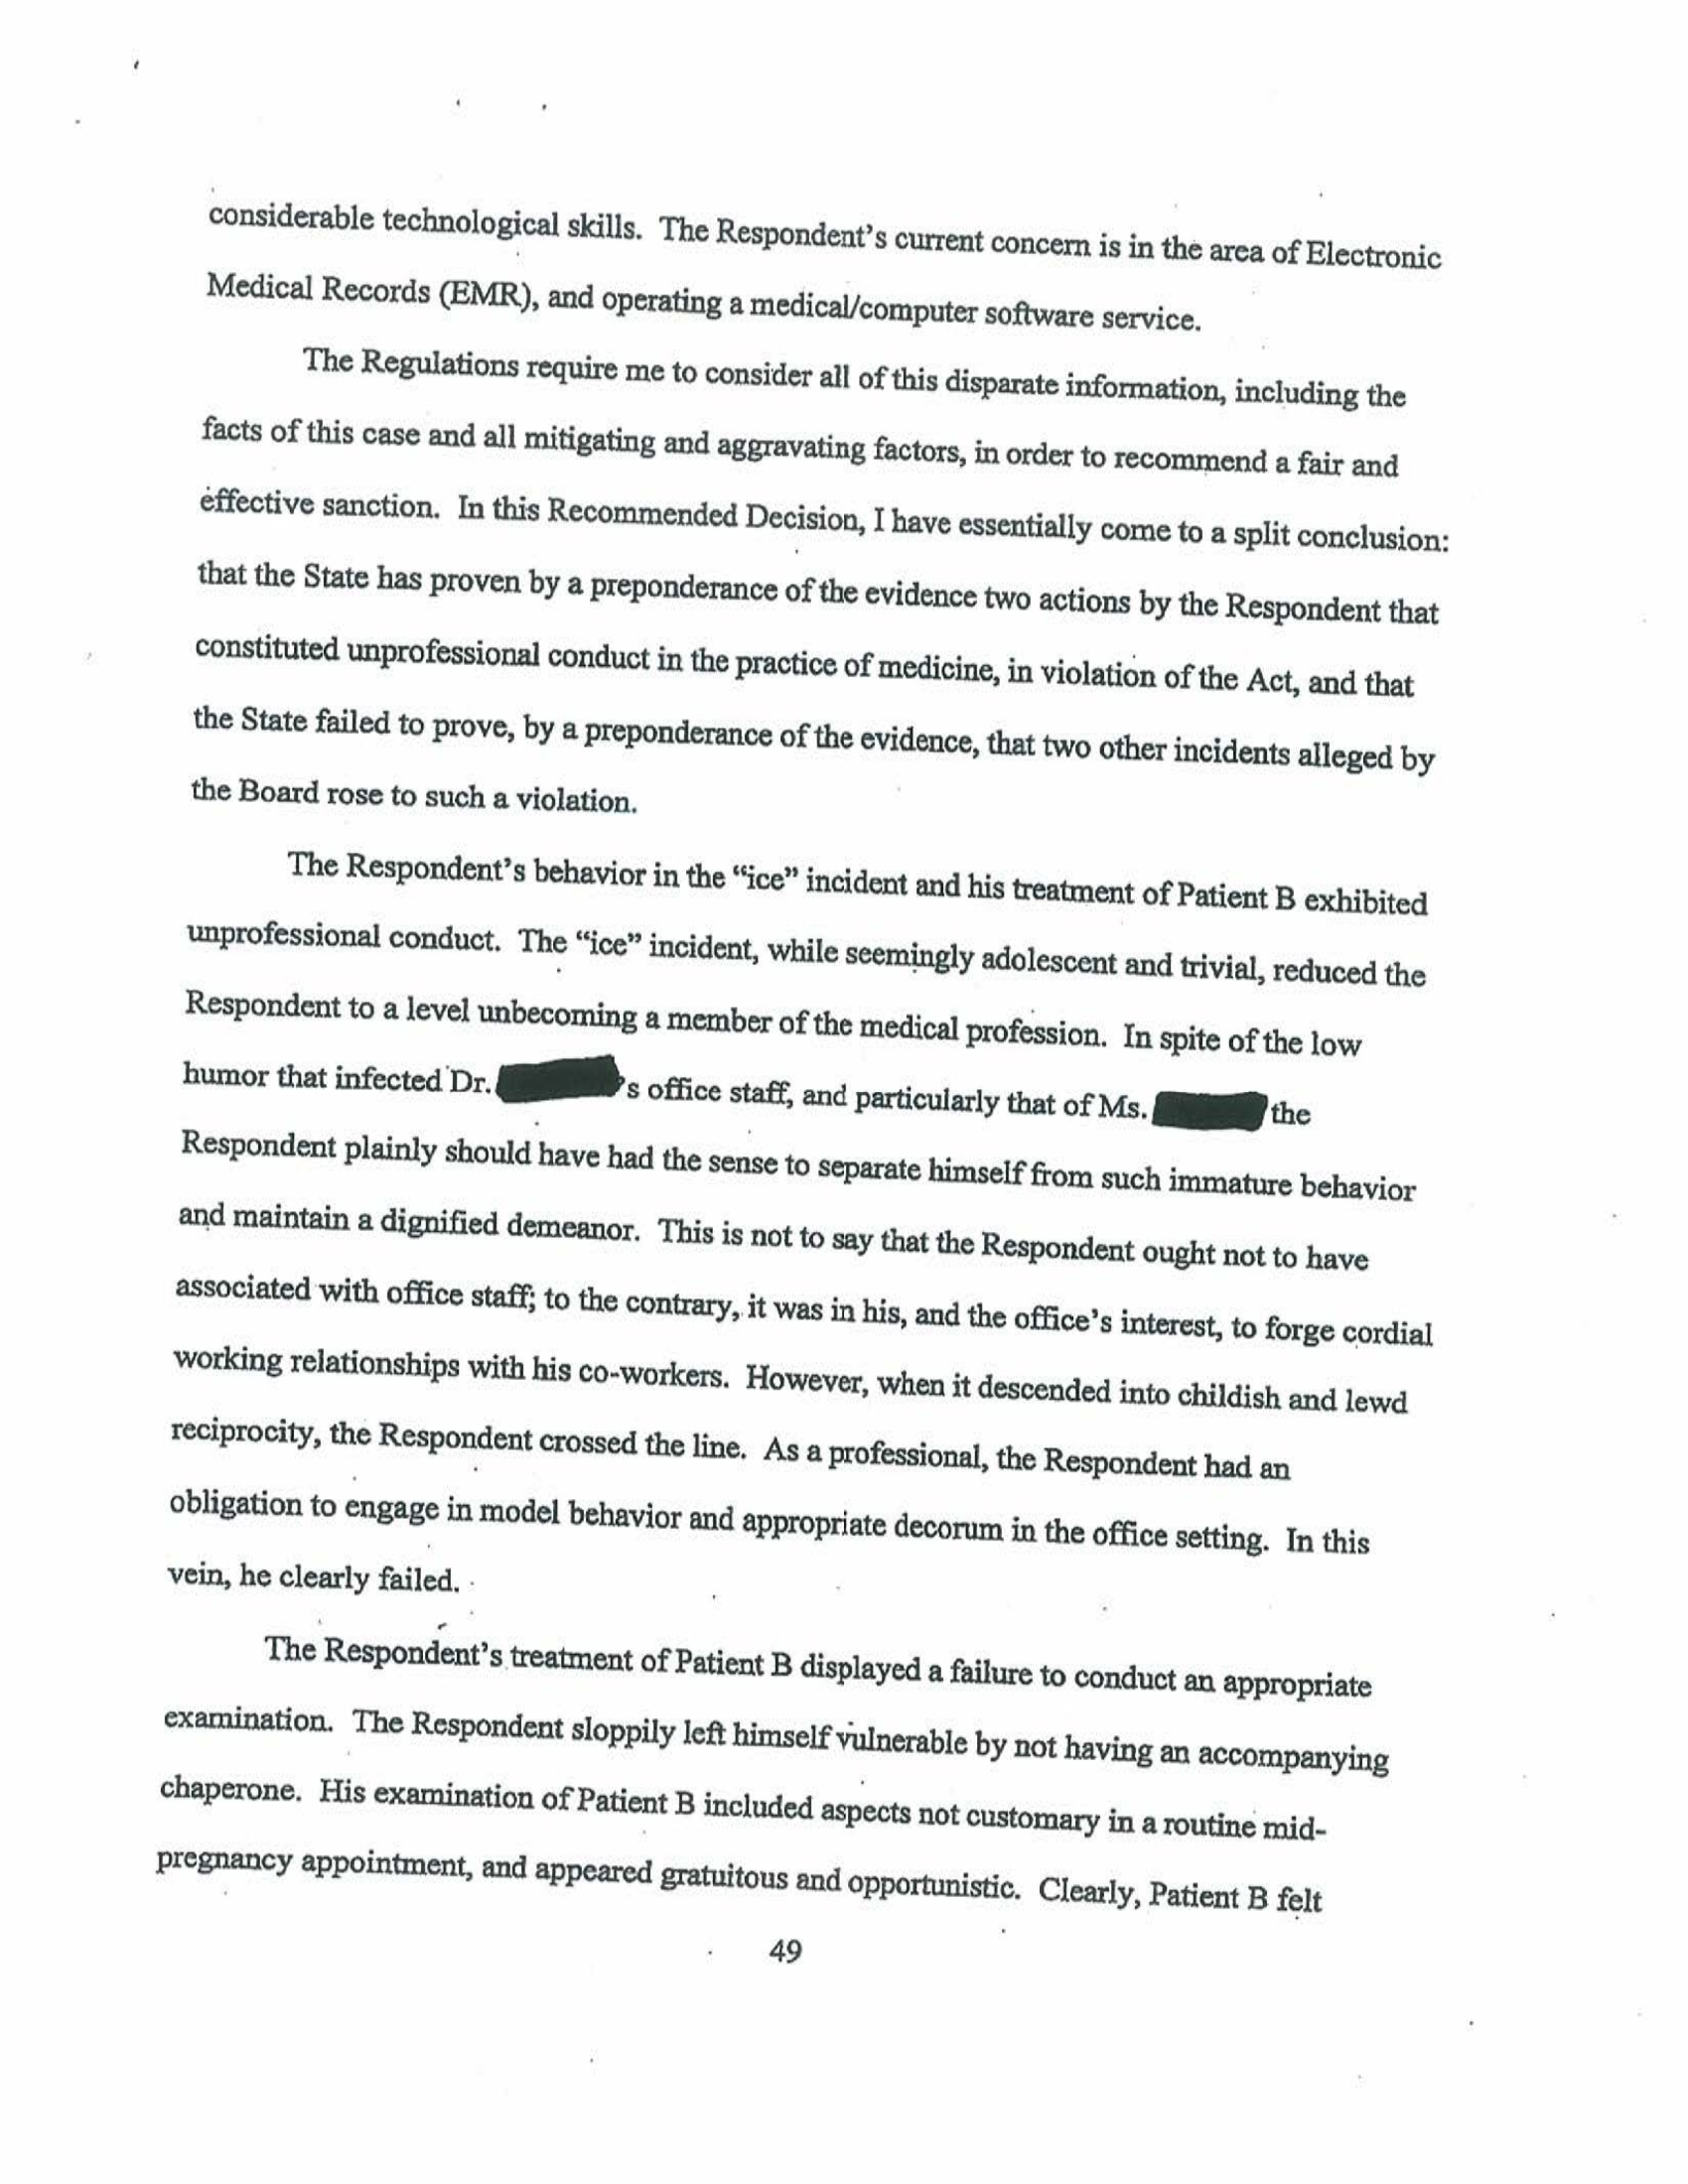 considerable technological skills. The Respondent's current concern is in the area of Electronic
Medical Records (EMR), and operating a medical/computer software service.
The Regulations require me to consider all of this disparate information, including the
facts of this case and all mitigating and aggravating factors, in order to recommend a fair and
effective sanction. In this Recommended Decision, I have essentially come to a split conclusion:
that the State has proven by a preponderance of the evidence two actions by the Respondent that
constituted unprofessional conduct in the practice of medicine, in violation of the Act, and that
the State failed to prove, by a preponderance of the evidence, that two other incidents alleged by
the Board rose to such a violation.
The Respondent's behavior in the “ice” incident and his treatment of Patient B exhibited
unprofessional conduct. The “ice” incident, while seemingly adolescent and trivial, reduced the
Respondent to a level unbecoming a member of the medical profession. In spite of the low
humor that infected Dr. 's office staff, and particularly that of Ms. the
Respondent plainly should have had the sense to separate himself from such immature behavior
and maintain a dignified demeanor. This is not to say that the Respondent ought not to have
associated with office staff; to the contrary, it was in his, and the office's interest, to forge cordial
working relationships with his co-workers. However, when it descended into childish and lewd
reciprocity, the Respondent crossed the line. As a professional, the Respondent had an
obligation to engage in model behavior and appropriate decorum in the office setting. In this
vein, he clearly failed.
The Respondent's treatment of Patient B displayed a failure to conduct an appropriate
examination. The Respondent sloppily left himself vulnerable by not having an accompanying
chaperone. His examination of Patient B included aspects not customary in a routine mid-
pregnancy appointment, and appeared gratuitous and opportunistic. Clearly, Patient B felt
49